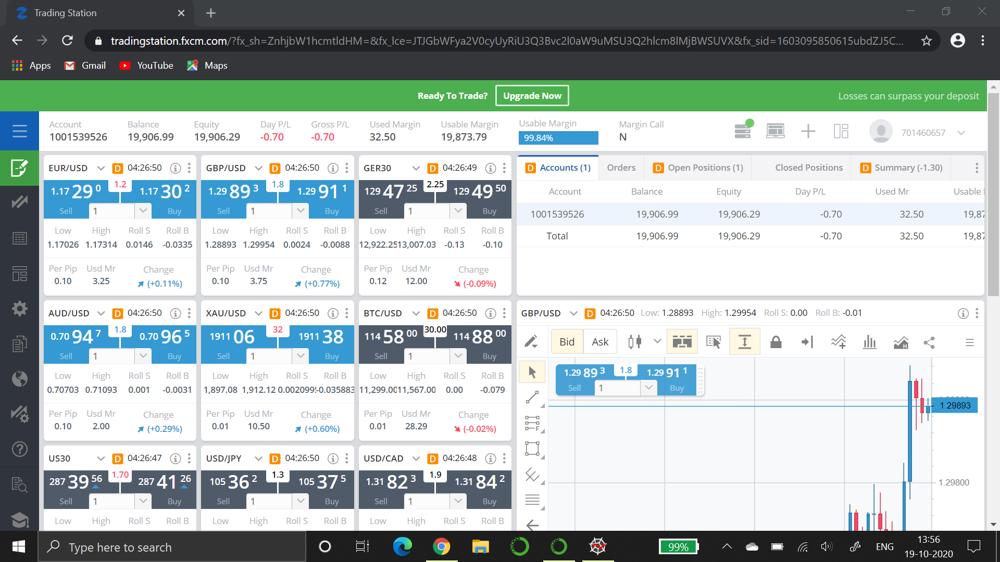 Trading Station
tradingstation.fxcm.com/?fx_sh=ZnhjbW1hcmtldHM=&fx_lce=JTJGbWFya2V0cyUyRiU3Q3Bvc2l0aW9uMSU3Q2hlcm8lMjBWSUVX&fx_sid=1603095850615ubdZJ5C...
Apps Gmail YouTube Maps
Ready To Trade? Upgrade Now Losses can surpass your deposit
Account Balance Equity Day P/L Gross P/L Used Margin Usable Margin Usable Margin Margin Call
1001539526 19,906.99 19,906.29 -0.70 -0.70 32.50 19,873.79 99.84% N 701460657
EUR/USD D 04:26:50 GBP/USD D 04:26:50 GER30 D 04:26:49
1.17 29 0 1.2 1.17 30 2 1.29 89 3 1.8 1.29 91 1 129 47 25 2.25 129 49 50
Sell 1 Buy Sell 1 Buy Sell 1 Buy
Low High Roll S Roll B Low High Roll S Roll B Low High Roll S Roll B
1.17026 1.17314 0.0146 -0.0335 1.28893 1.29954 0.0024 -0.0088 12,922.25 13,007.03 -0.13 -0.10
Per Pip Usd Mr Change Per Pip Usd Mr Change Per Pip Usd Mr Change
0.10 3.25 (+0.11%) 0.10 3.75 (+0.77%) 0.12 12.00 (-0.09%)
D Accounts (1) Orders D Open Positions (1) Closed Positions D Summary (-1.30)
Account Balance Equity Day P/L Used Mr Usable
1001539526 19,906.99 19,906.29 -0.70 32.50 19,87
Total 19,906.99 19,906.29 -0.70 32.50 19,87
AUD/USD D 04:26:50 XAU/USD D 04:26:50 BTC/USD D 04:26:50
0.70 94 7 1.8 0.70 96 5 1911 06 32 1911 38 114 58 00 30.00 114 88 00
Sell 1 Buy Sell 1 Buy Sell 1 Buy
Low High Roll S Roll B Low High Roll S Roll B Low High Roll S Roll B
0.70703 0.71093 0.001 -0.0031 1,897.08 1,912.12 0.002099 -0.035883 11,299.00 11,567.00 0.00 -0.079
Per Pip Usd Mr Change Per Pip Usd Mr Change Per Pip Usd Mr Change
0.10 2.00 (+0.29%) 0.01 10.50 (+0.60%) 0.01 28.29 (-0.02%)
GBP/USD D 04:26:50 Low: 1.28893 High: 1.29954 Roll S: 0.00 Roll B: -0.01
Bid Ask
1.29 89 3 1.8 1.29 91 1
Sell 1 Buy
1.29893
1.29800
US30 D 04:26:47 USD/JPY D 04:26:50 USD/CAD D 04:26:48
287 39 56 1.70 287 41 26 105 36 2 1.3 105 37 5 1.31 82 3 1.9 1.31 84 2
Sell 1 Buy Sell 1 Buy Sell 1 Buy
Low High Roll S Roll B Low High Roll S Roll B Low High Roll S Roll B
Type here to search 99% ENG 13:56
19-10-2020